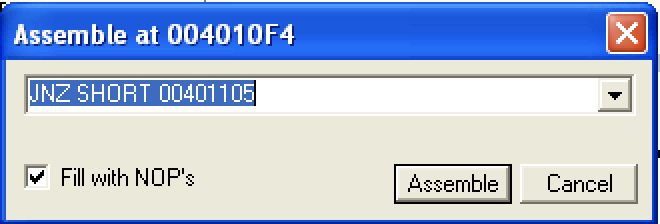 Assemble at 004010F4
JNZ SHORT 00401105
Fill with NOP's
Assemble
Cancel